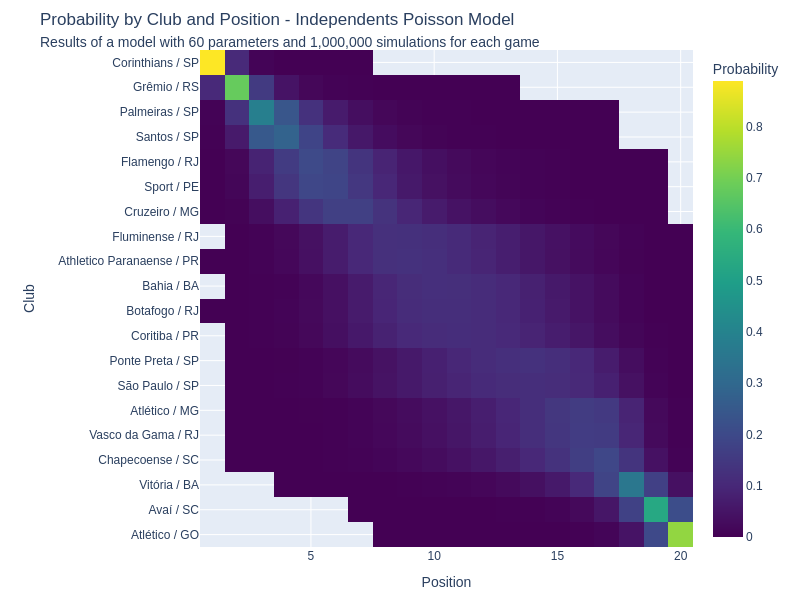 Probability by Club and Position - Independents Poisson Model
Results of a model with 60 parameters and 1,000,000 simulations for each game
Probability
Corinthians / SP
Grêmio / RS
Palmeiras / SP
Santos / SP
Flamengo / RJ
Sport / PE
Cruzeiro / MG
Fluminense / RJ
Athletico Paranaense / PR
Bahia / BA
Botafogo / RJ
Coritiba / PR
Ponte Preta / SP
São Paulo / SP
Atlético / MG
Vasco da Gama / RJ
Chapecoense / SC
Vitória / BA
Avaí / SC
Atlético / GO
Club
5
10
15
20
Position
0.8
0.7
0.6
0.5
0.4
0.3
0.2
0.1
0